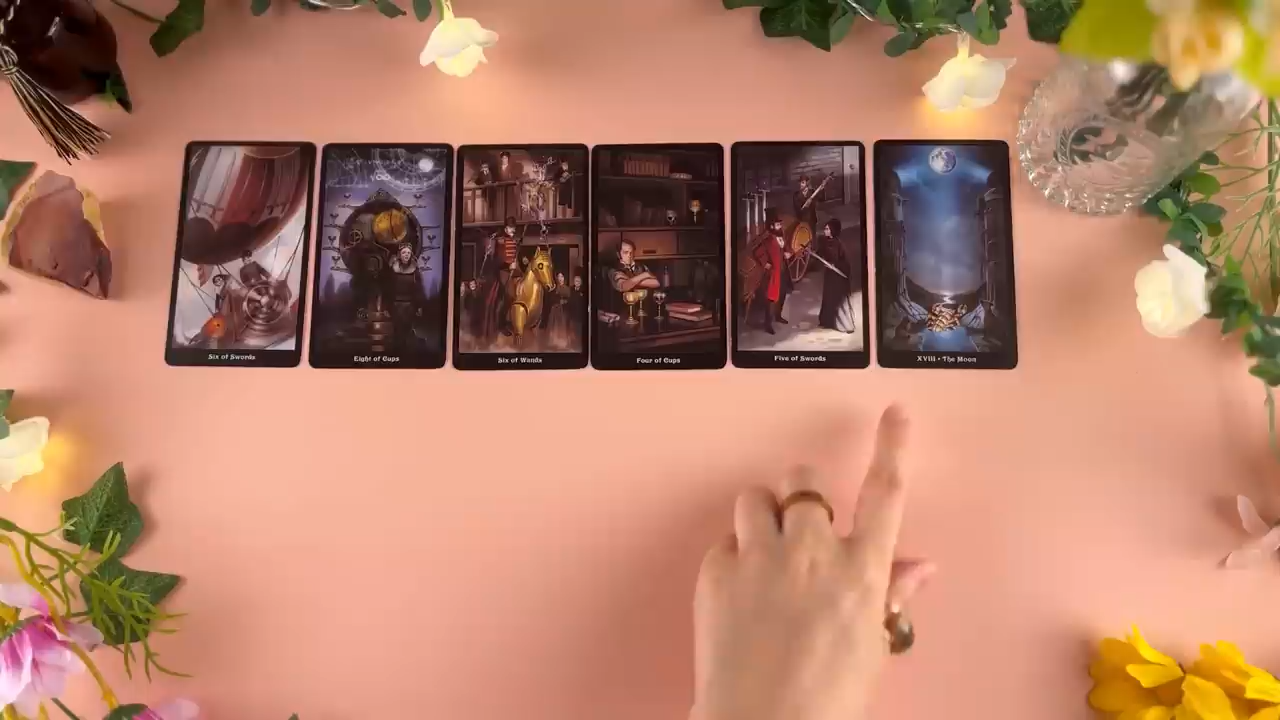 Six of Swords
Eight of Cups
Six of Wands
Four of Cups
Five of Swords
XVIII • The Moon